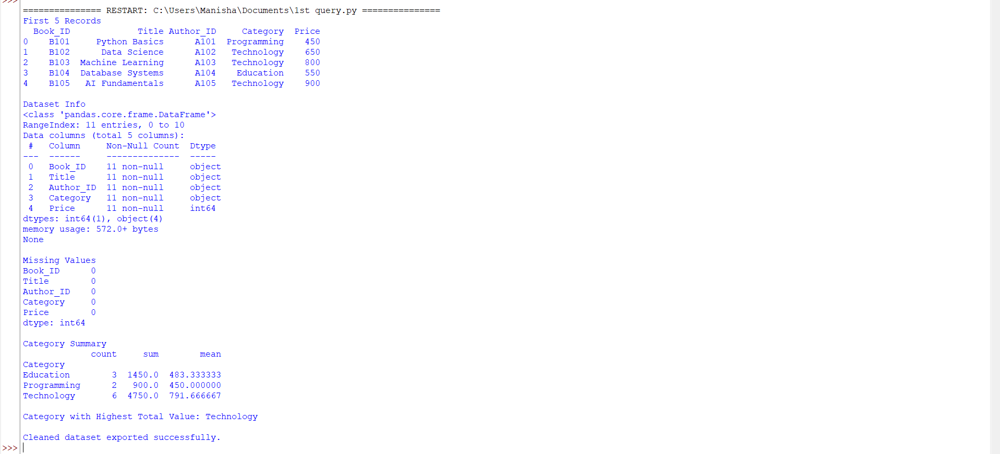 >>>
=============== RESTART: C:\Users\Manisha\Documents\1st query.py ===============
First 5 Records
  Book_ID             Title Author_ID     Category  Price
0    B101     Python Basics      A101  Programming    450
1    B102      Data Science      A102   Technology    650
2    B103  Machine Learning      A103   Technology    800
3    B104  Database Systems      A104    Education    550
4    B105   AI Fundamentals      A105   Technology    900

Dataset Info
<class 'pandas.core.frame.DataFrame'>
RangeIndex: 11 entries, 0 to 10
Data columns (total 5 columns):
 #   Column     Non-Null Count  Dtype
---  ------     --------------  -----
 0   Book_ID    11 non-null     object
 1   Title      11 non-null     object
 2   Author_ID  11 non-null     object
 3   Category   11 non-null     object
 4   Price      11 non-null     int64
dtypes: int64(1), object(4)
memory usage: 572.0+ bytes
None

Missing Values
Book_ID      0
Title        0
Author_ID    0
Category     0
Price        0
dtype: int64

Category Summary
             count     sum        mean
Category
Education        3  1450.0  483.333333
Programming      2   900.0  450.000000
Technology       6  4750.0  791.666667

Category with Highest Total Value: Technology

Cleaned dataset exported successfully.
>>>